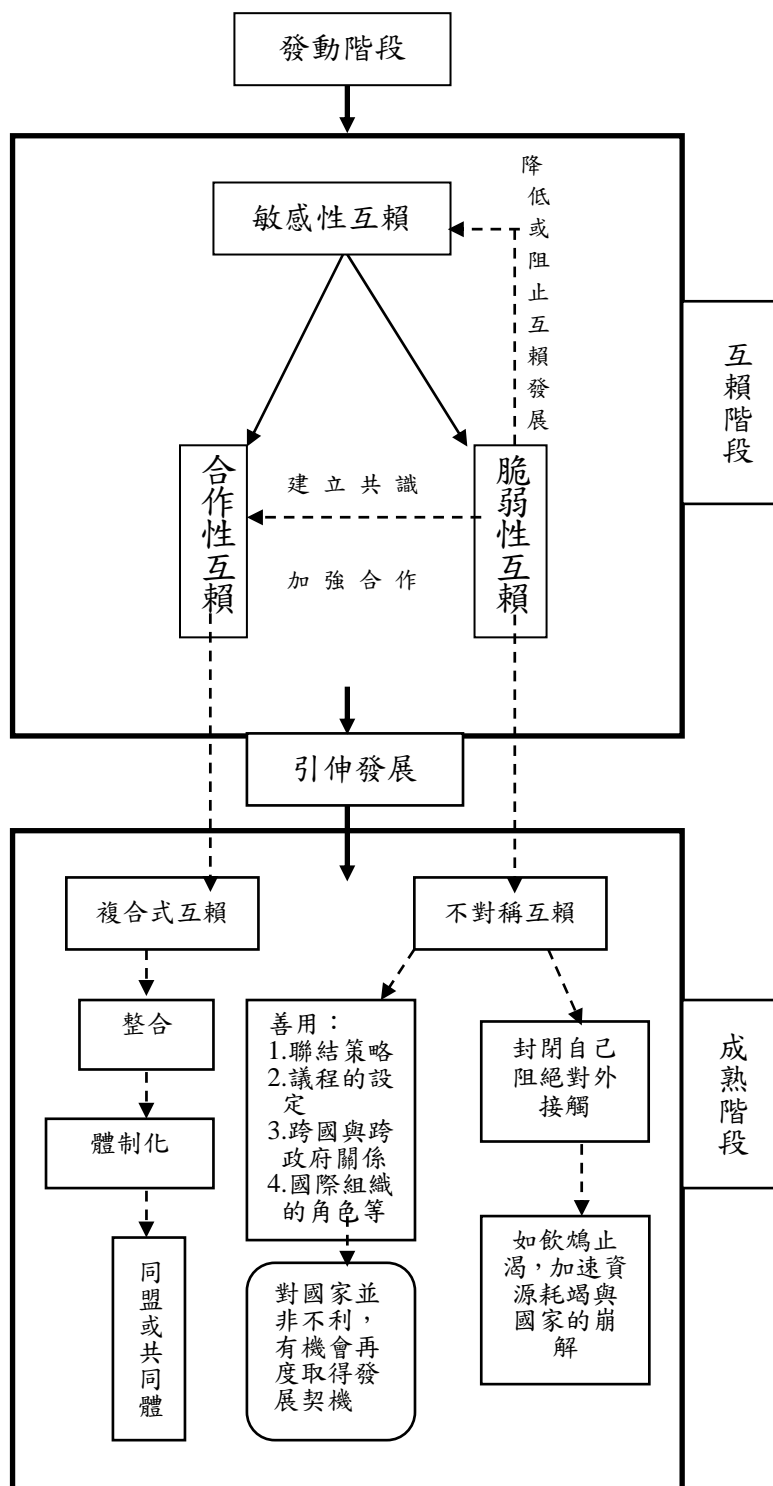 發動階段
敏感性互賴
降低或阻止互賴發展
互賴階段
合作性互賴
建立共識
加強合作
脆弱性互賴
引伸發展
複合式互賴
不對稱互賴
整合
體制化
同盟或共同體
善用：
1.聯結策略
2.議程的設
定
3.跨國與跨
政府關係
4.國際組織
的角色等
對國家並
非不利，
有機會再
度取得發
展契機
封閉自己
阻絕對外
接觸
如飲鴆止
渴，加速資
源耗竭與
國家的崩
解
成熟階段